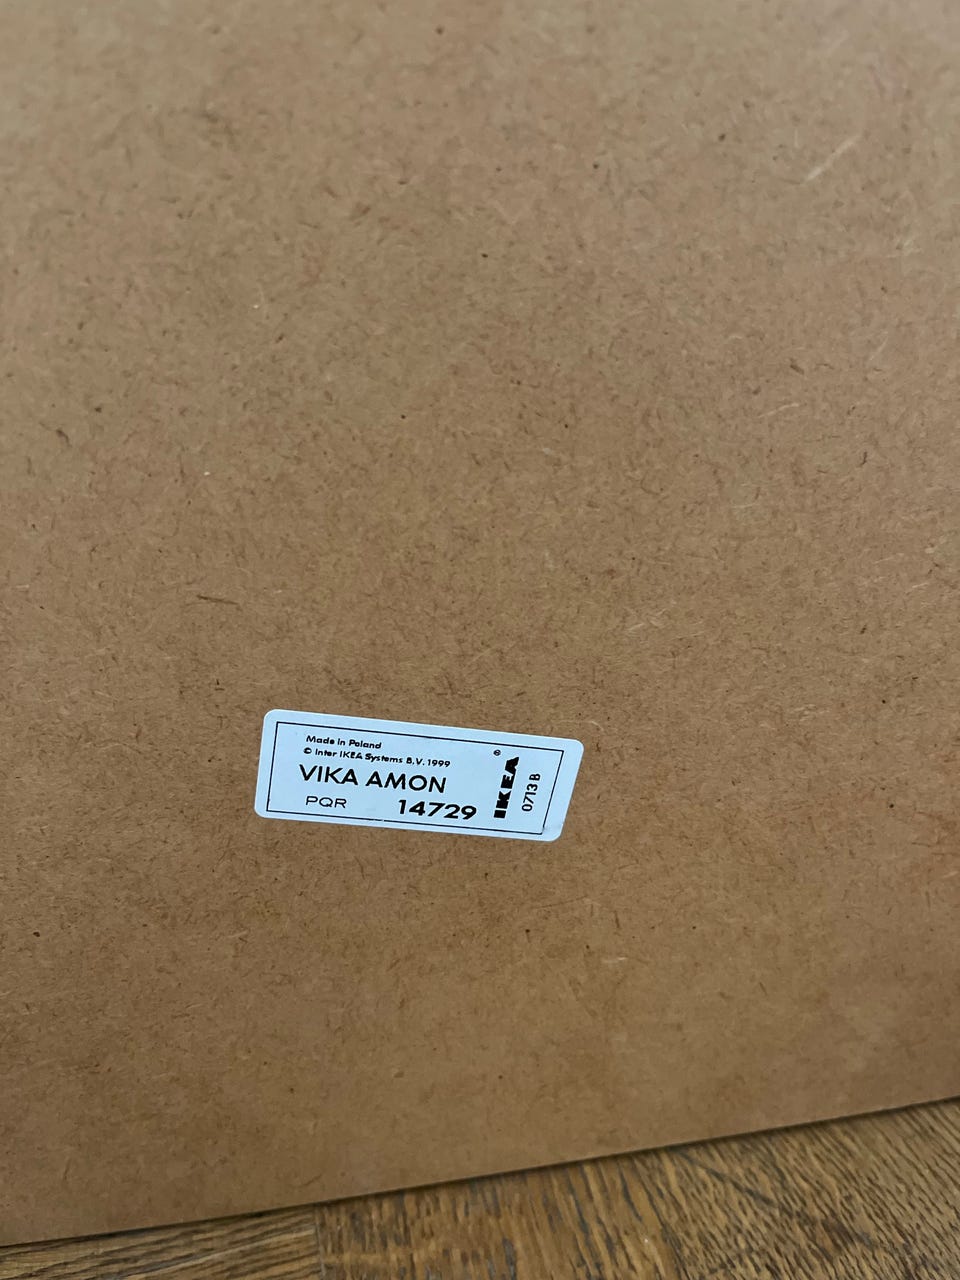 Made in Poland
© Inter IKEA Systems B.V. 1999
VIKA AMON
PQR 14729
IKEA®
0713 B